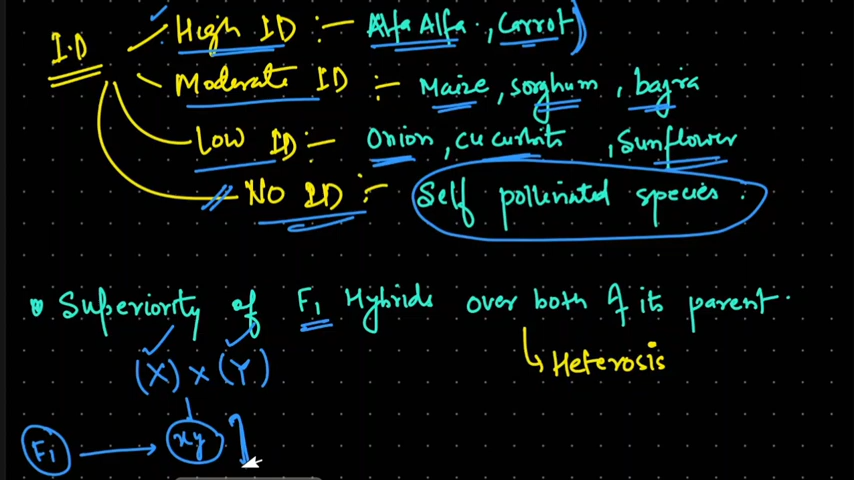 I.D
High ID :- Alfa Alfa , Carrot)
Moderate ID :- Maize, sorghum, bajra
Low ID :- Onion, cucurbits, Sunflower
No ID :- Self pollinated species.
Superiority of F1 Hybrids over both of its parent.
Heterosis
(X) × (Y)
F1 → xy